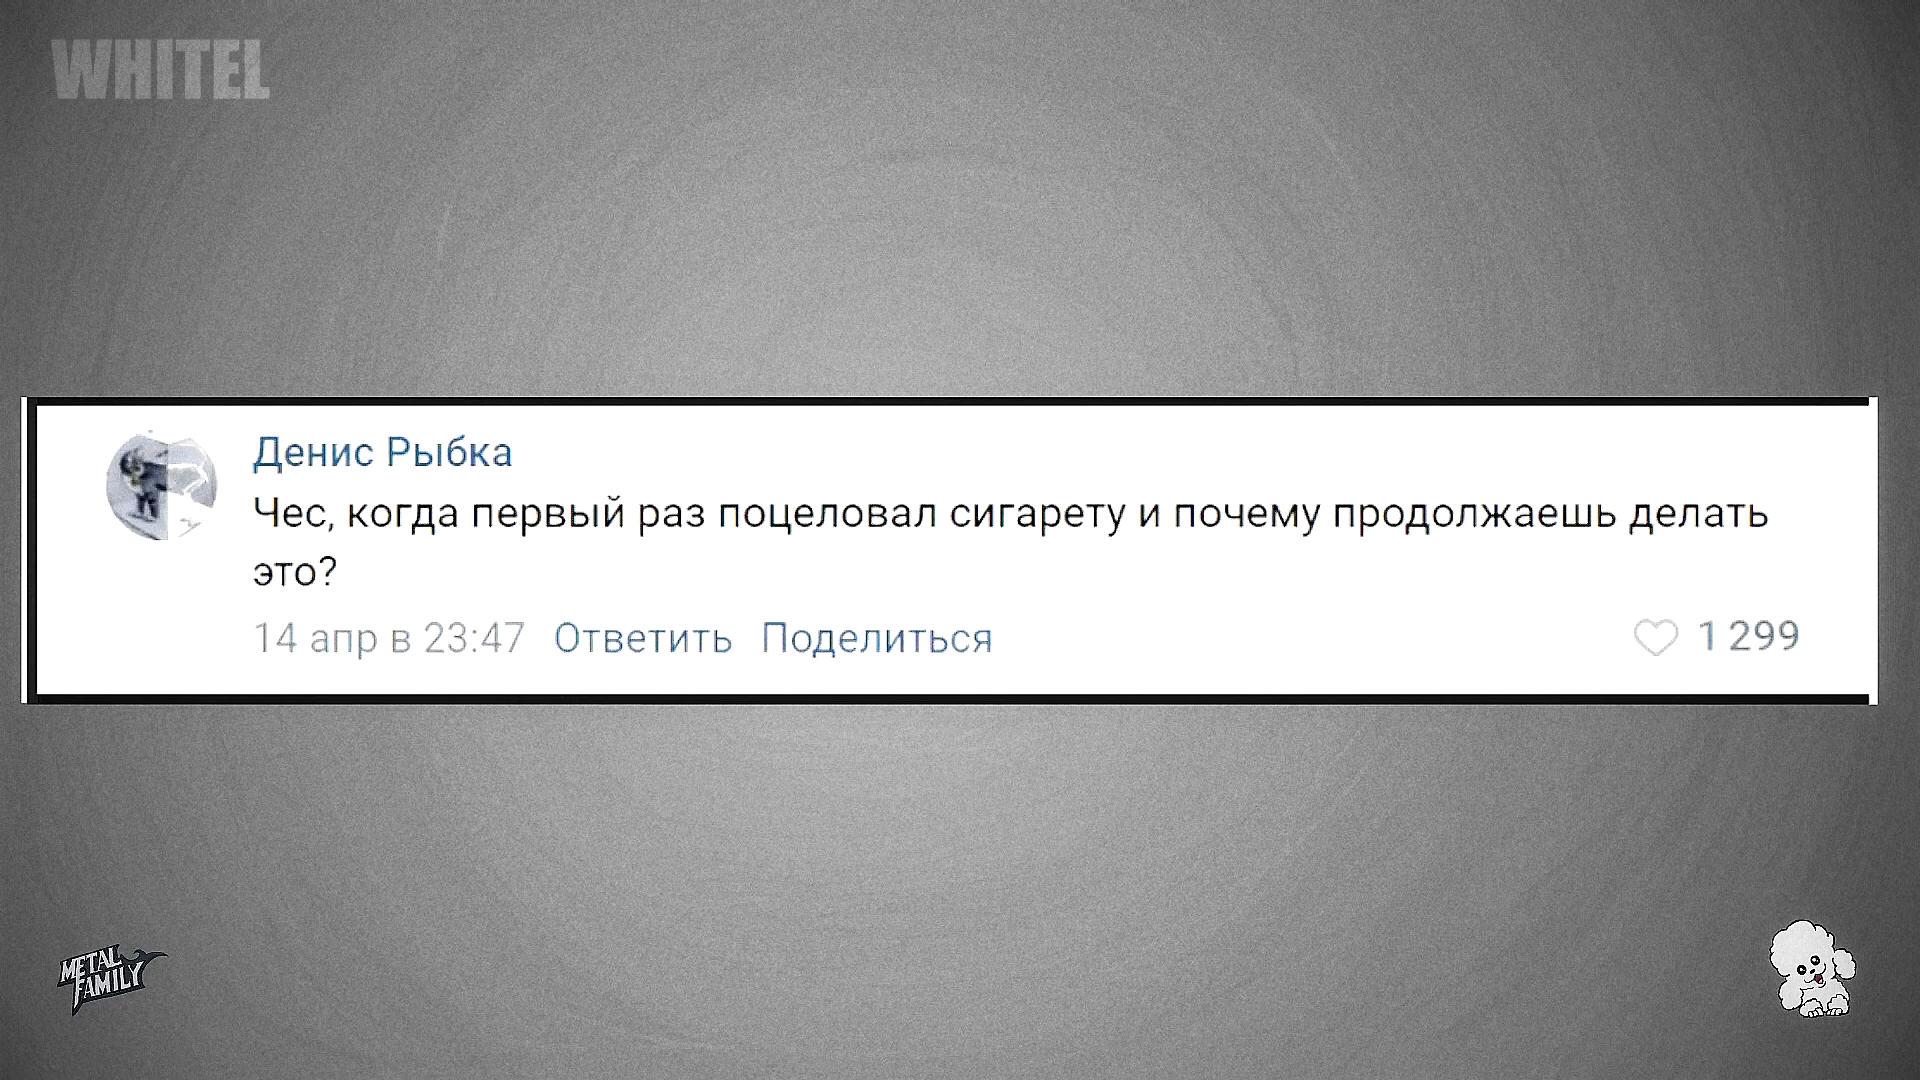 WHITEL
Денис Рыбка
Чес, когда первый раз поцеловал сигарету и почему продолжаешь делать
это?
14 апр в 23:47 Ответить Поделиться 1 299
METAL
FAMILY